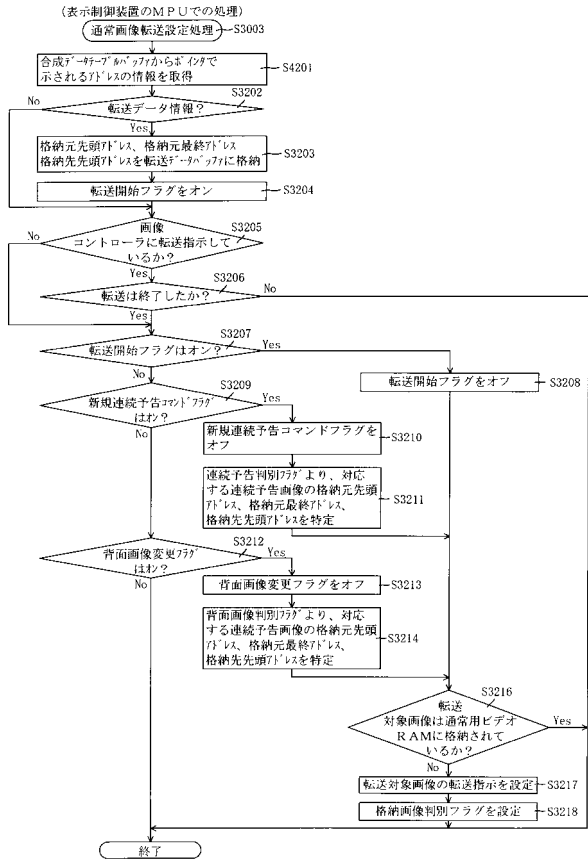 (表示制御装置のMPUでの処理)
通常画像転送設定処理
S3003
合成データテーブルバッファからポインタで
示されるアドレスの情報を取得
S4201
S3202
No
転送データ情報?
Yes
格納元先頭アドレス、格納元最終アドレス
格納先先頭アドレスを転送データバッファに格納
S3203
転送開始フラグをオン
S3204
S3205
No
画像
コントローラに転送指示して
いるか?
Yes
S3206
No
転送は終了したか?
Yes
S3207
転送開始フラグはオン?
Yes
No
転送開始フラグをオフ
S3208
S3209
新規連続予告コマンドフラグ
はオン?
Yes
No
新規連続予告コマンドフラグを
オフ
S3210
連続予告判別フラグより、対応
する連続予告画像の格納元先頭
アドレス、格納元最終アドレス、
格納先先頭アドレスを特定
S3211
S3212
背面画像変更フラグ
はオン?
Yes
No
背面画像変更フラグをオフ
S3213
背面画像判別フラグより、対応
する連続予告画像の格納元先頭
アドレス、格納元最終アドレス、
格納先先頭アドレスを特定
S3214
S3216
転送
対象画像は通常用ビデオ
RAMに格納されて
いるか?
Yes
No
転送対象画像の転送指示を設定
S3217
格納画像判別フラグを設定
S3218
終了